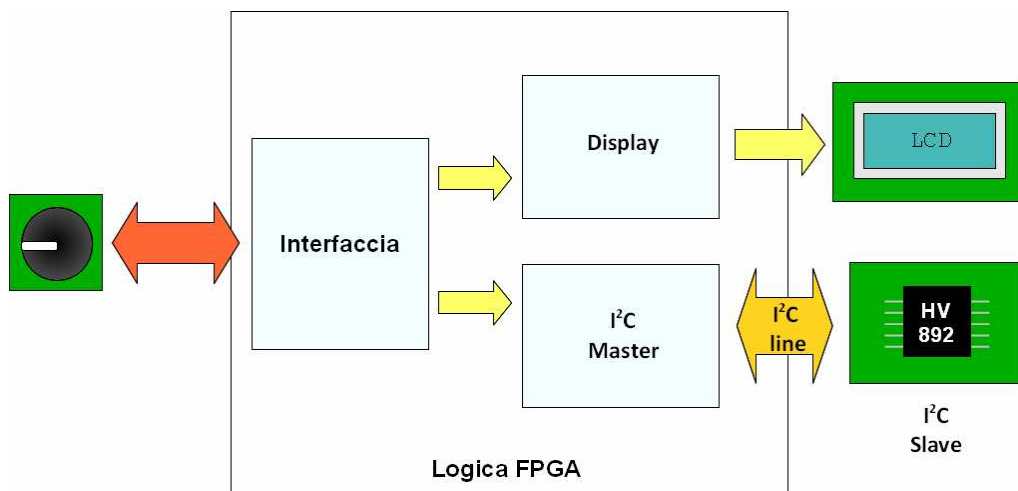 Display
LCD
Interfaccia
I²C
Master
I²C
line
HV
892
I²C
Slave
Logica FPGA